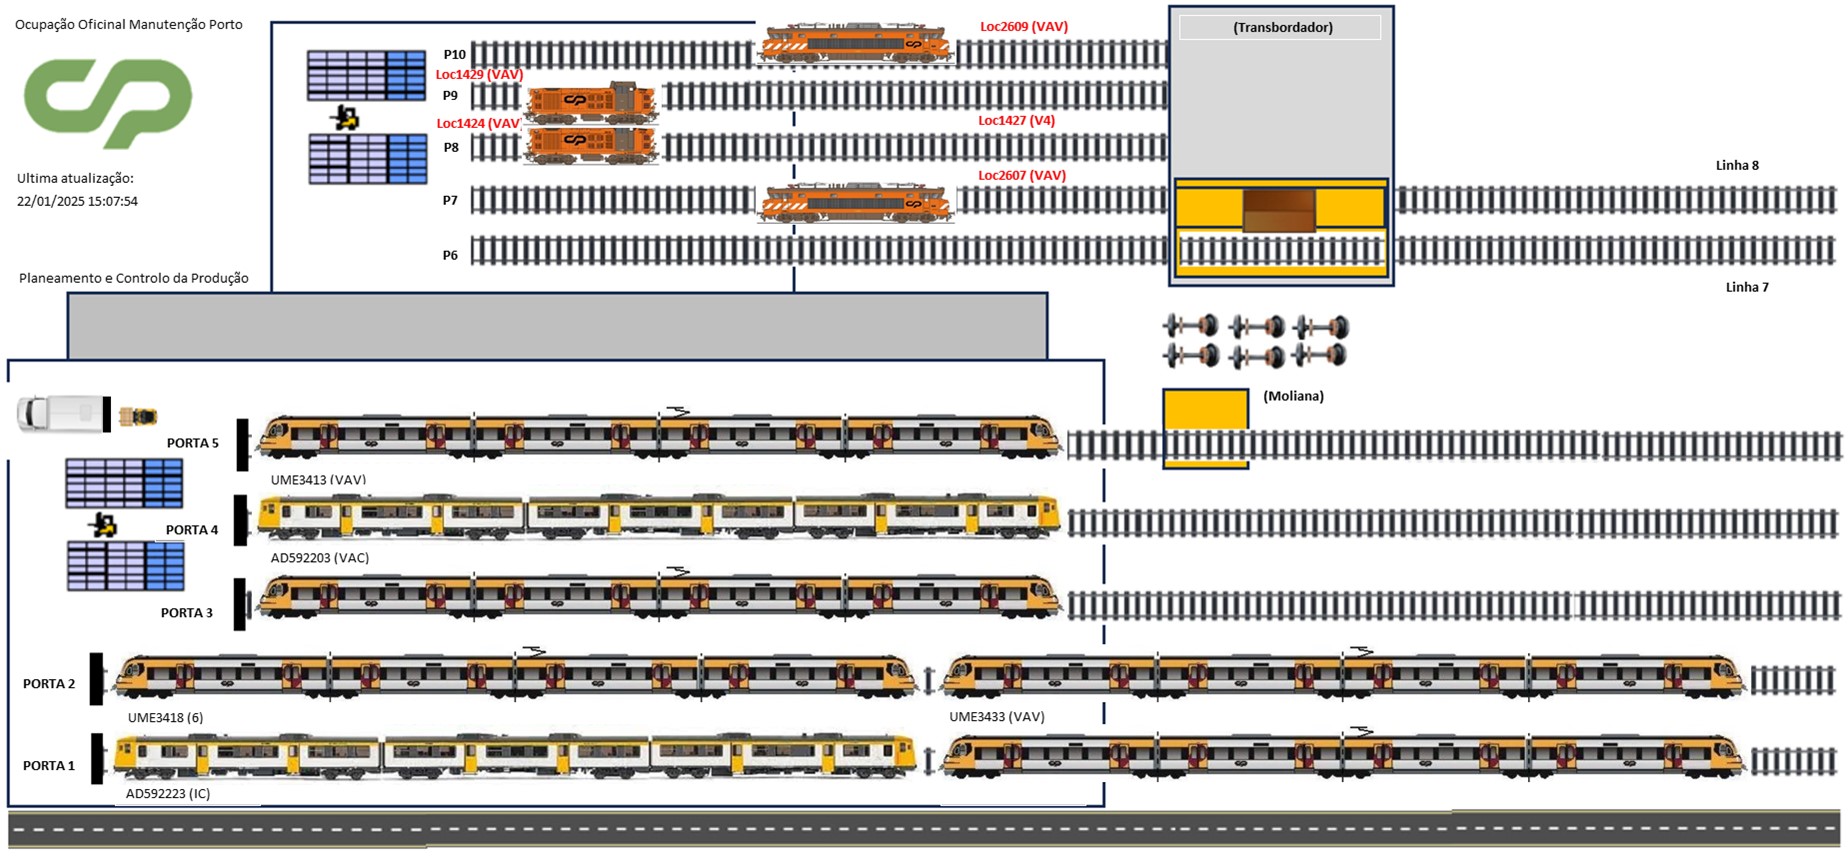 Ocupação Oficinal Manutenção Porto
Ultima atualização:
22/01/2025 15:07:54
Planeamento e Controlo da Produção
Loc2609 (VAV)
(Transbordador)
P10
Loc1429 (VAV)
P9
Loc1424 (VAV)
Loc1427 (V4)
P8
Linha 8
Loc2607 (VAV)
P7
P6
Linha 7
(Moliana)
PORTA 5
UME3413 (VAV)
PORTA 4
AD592203 (VAC)
PORTA 3
PORTA 2
UME3418 (6)
UME3433 (VAV)
PORTA 1
AD592223 (IC)